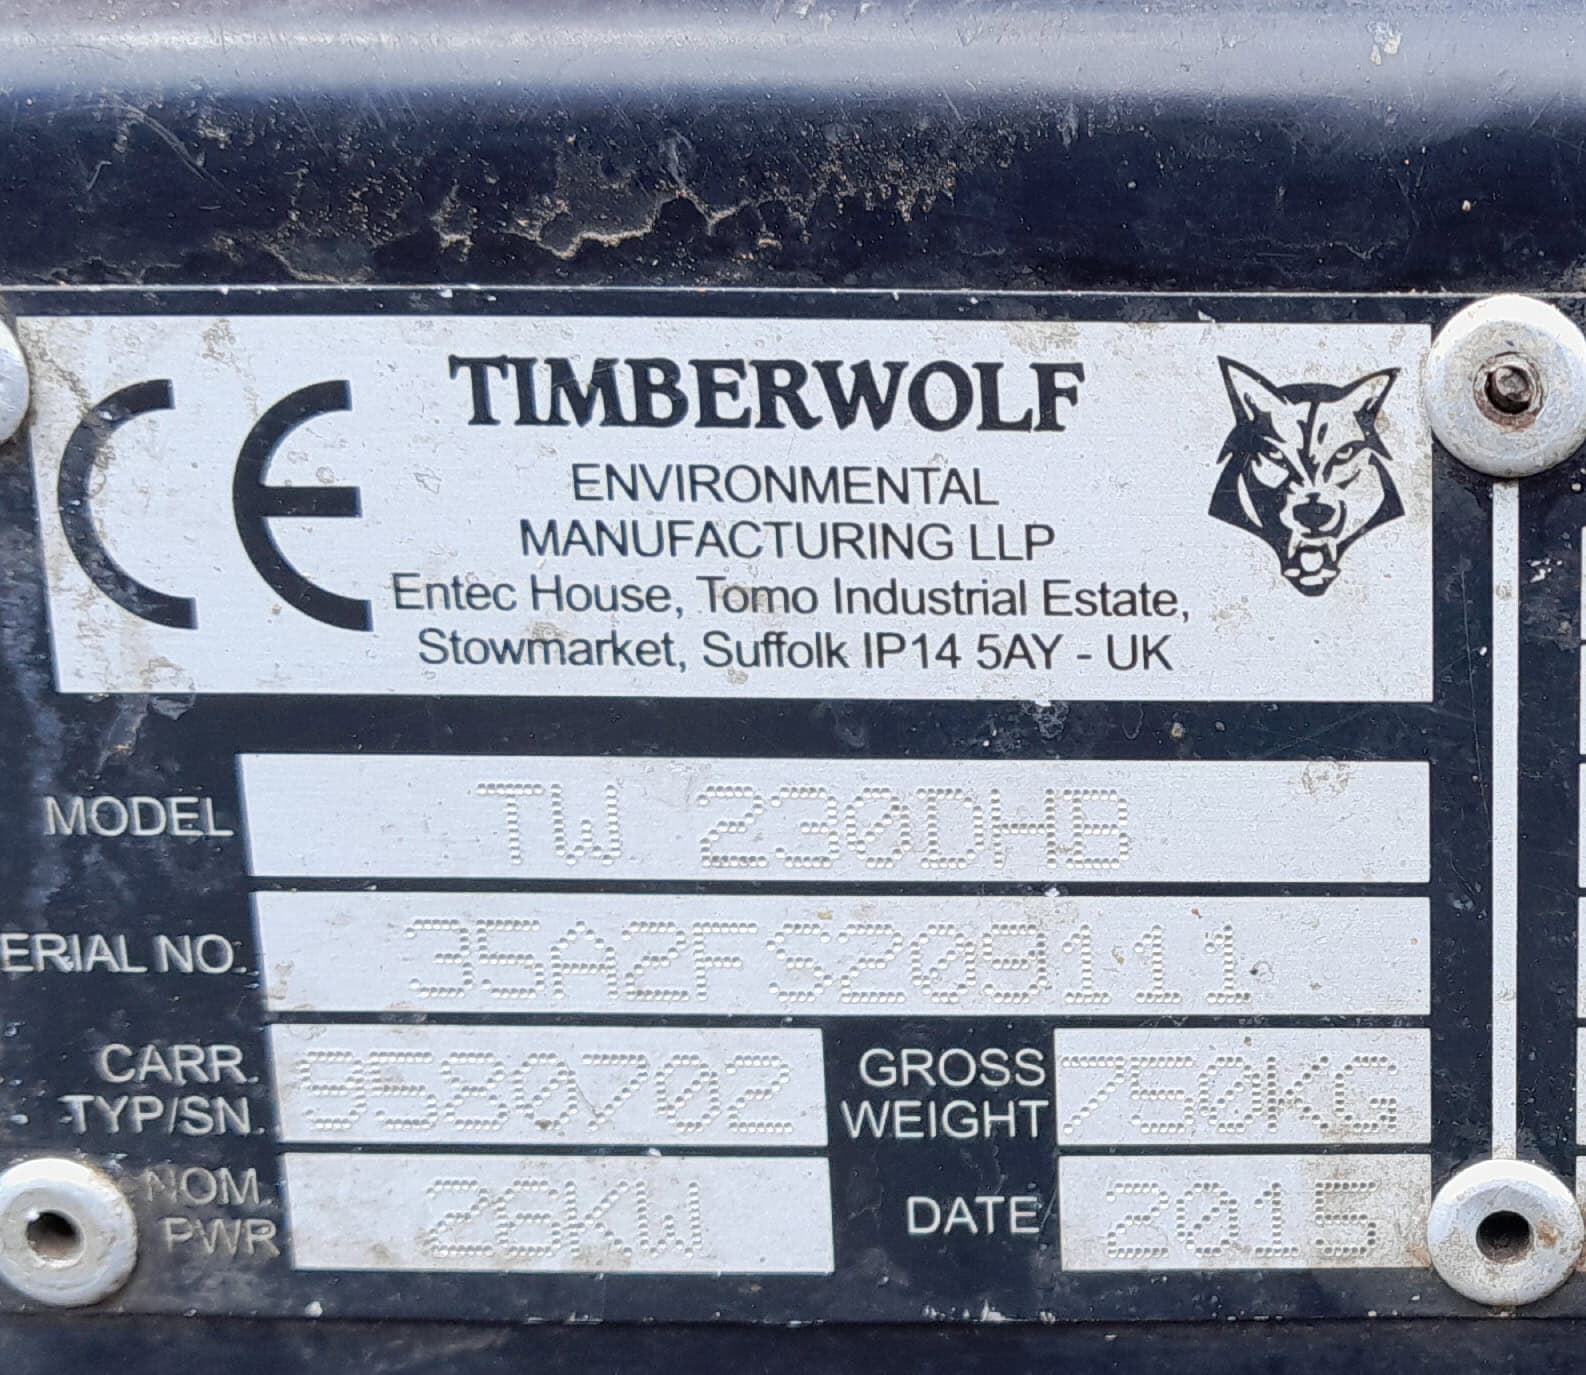 CE
TIMBERWOLF
ENVIRONMENTAL
MANUFACTURING LLP
Entec House, Tomo Industrial Estate,
Stowmarket, Suffolk IP14 5AY - UK
MODEL TW 230DHB
ERIAL NO. 35A2FS209111
CARR. TYP/SN. 9580702 GROSS WEIGHT 750KG
NOM. PWR 26KW DATE 2015